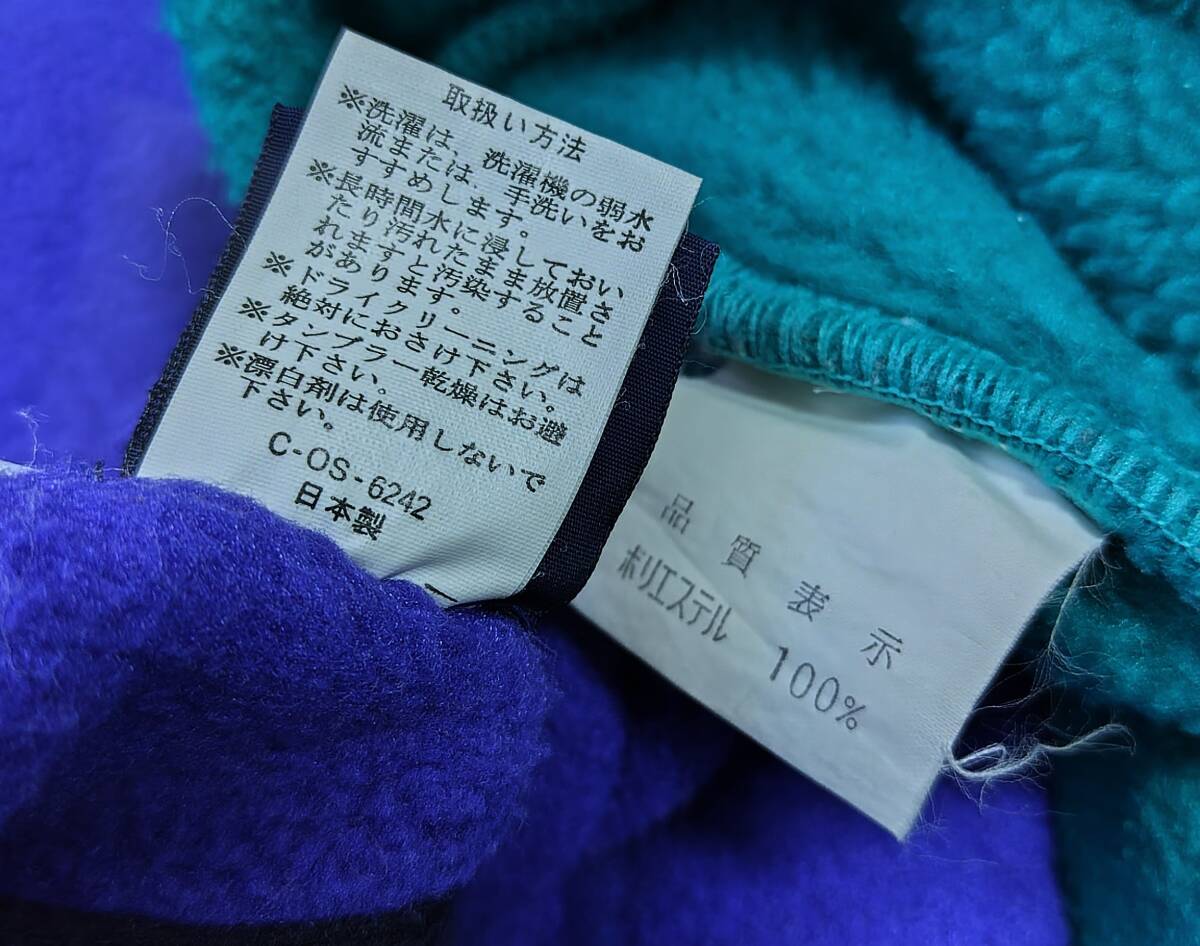 取扱い方法
※洗濯は、洗濯機の弱水
流または、手洗いをお
すすめします。
※長時間水に浸しておい
たり汚れたまま放置さ
れますと汚染すること
があります。
※ドライクリーニングは
絶対におさけ下さい。
※タンブラー乾燥はお避
け下さい。
※漂白剤は使用しないで
下さい。
C-OS-6242
日本製
品質表示
ポリエステル 100%